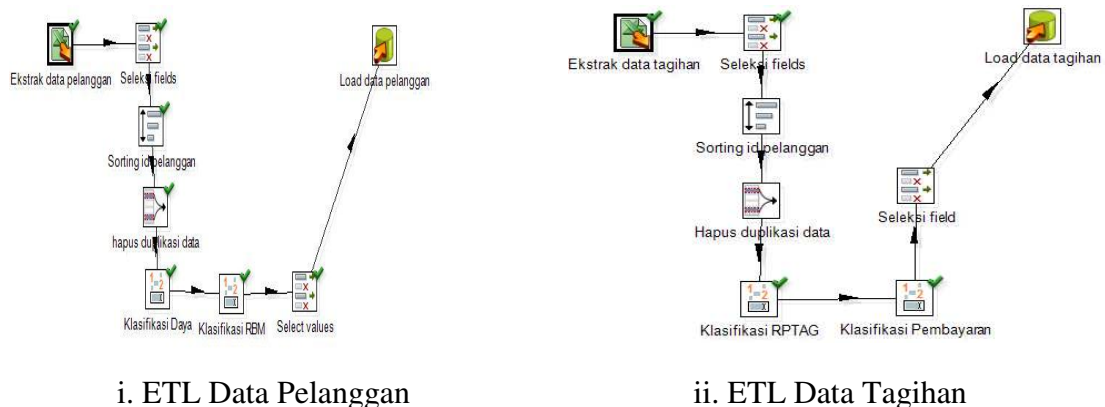 Ekstrak data pelanggan
Seleksi fields
Sorting id pelanggan
hapus duplikasi data
Klasifikasi Daya
Klasifikasi RBM
Select values
Load data pelanggan
i. ETL Data Pelanggan
Ekstrak data tagihan
Seleksi fields
Sorting id pelanggan
Hapus duplikasi data
Klasifikasi RPTAG
Klasifikasi Pembayaran
Seleksi field
Load data tagihan
ii. ETL Data Tagihan